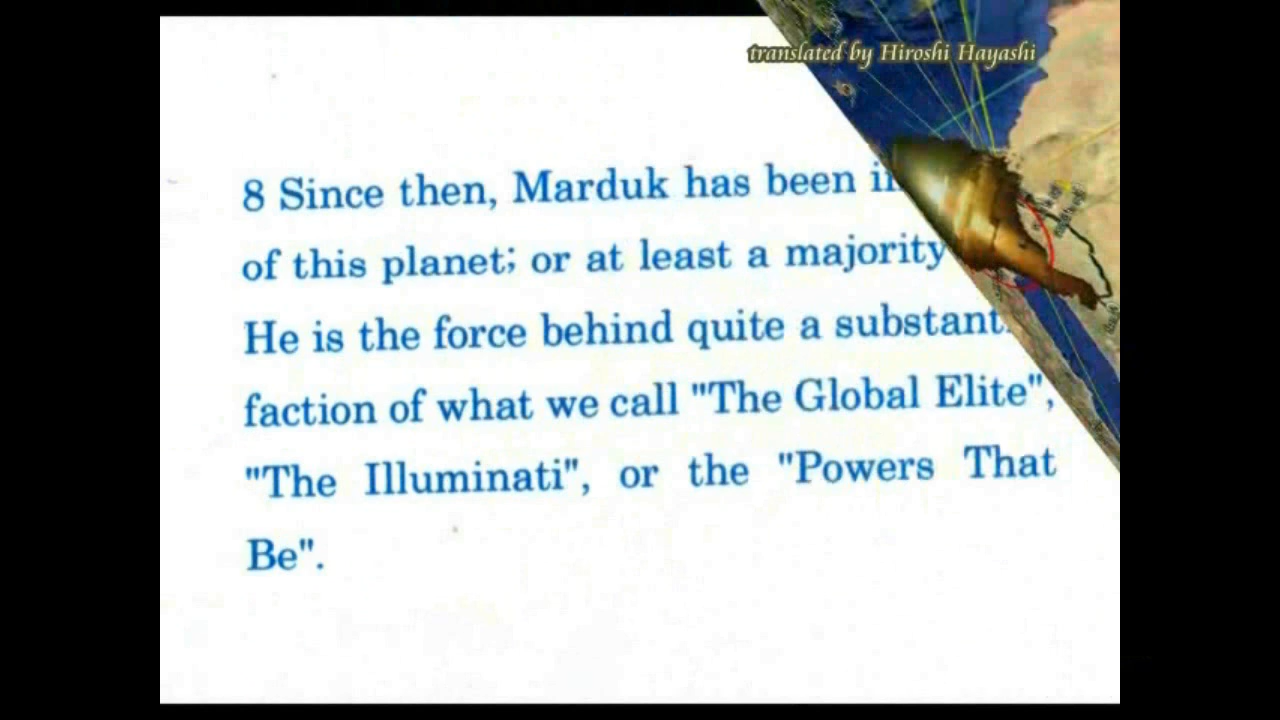 translated by Hiroshi Hayashi
8 Since then, Marduk has been
of this planet; or at least a majority
He is the force behind quite a
faction of what we call "The Global Elite",
"The Illuminati", or the "Powers That
Be".